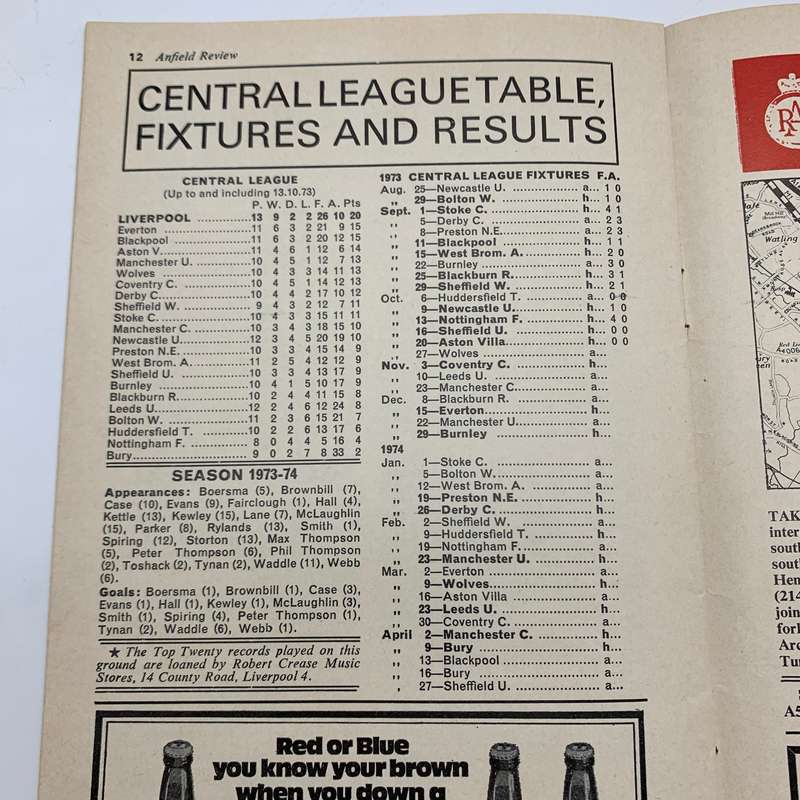 12 Anfield Review
CENTRAL LEAGUE TABLE,
FIXTURES AND RESULTS
CENTRAL LEAGUE
(Up to and including 13.10.73)
P. W. D. L. F. A. Pts
LIVERPOOL ............ 13 9 2 2 26 10 20
Everton ............ 11 6 3 2 21 9 15
Blackpool ............ 11 6 3 2 20 12 15
Aston V. ............ 11 4 6 1 12 6 14
Manchester U. ............ 10 4 5 1 12 7 13
Wolves ............ 10 4 3 3 14 11 13
Coventry C. ............ 10 4 5 1 14 12 13
Derby C. ............ 10 4 4 2 17 10 12
Sheffield W. ............ 9 4 3 2 12 7 11
Stoke C. ............ 10 4 3 3 15 11 11
Manchester C. ............ 10 3 4 3 18 15 10
Newcastle U. ............ 12 3 4 5 20 19 10
Preston N.E. ............ 10 3 3 4 15 14 9
West Brom. A. ............ 11 2 5 4 12 12 9
Sheffield U. ............ 10 3 3 4 13 17 9
Burnley ............ 10 4 1 5 10 17 9
Blackburn R. ............ 10 2 4 4 11 15 8
Leeds U. ............ 12 2 4 6 12 24 8
Bolton W. ............ 11 2 3 6 15 21 7
Huddersfield T. ............ 10 2 2 6 13 17 6
Nottingham F. ............ 8 0 4 4 5 16 4
Bury ............ 9 0 2 7 8 33 2
SEASON 1973-74
Appearances: Boersma (5), Brownbill (7),
Case (10), Evans (9), Fairclough (1), Hall (4),
Kettle (13), Kewley (15), Lane (7), McLaughlin
(15), Parker (8), Rylands (13), Smith (1),
Spiring (12), Storton (13), Max Thompson
(5), Peter Thompson (6), Phil Thompson
(2), Toshack (2), Tynan (2), Waddle (11), Webb
(6).
Goals: Boersma (1), Brownbill (1), Case (3),
Evans (1), Hall (1), Kewley (1), McLaughlin (3),
Smith (1), Spiring (4), Peter Thompson (1),
Tynan (2), Waddle (6), Webb (1).
★ The Top Twenty records played on this
ground are loaned by Robert Crease Music
Stores, 14 County Road, Liverpool 4.
1973 CENTRAL LEAGUE FIXTURES F.A.
Aug. 25—Newcastle U. ............ a... 1 0
,, 29—Bolton W. ............ h... 1 0
Sept. 1—Stoke C. ............ h... 4 1
,, 5—Derby C. ............ a... 2 3
,, 8—Preston N.E. ............ a... 2 3
,, 11—Blackpool ............ h... 1 1
,, 15—West Brom. A. ............ h... 2 0
,, 22—Burnley ............ a... 3 0
,, 25—Blackburn R. ............ h... 3 1
,, 29—Sheffield W. ............ h... 2 1
Oct. 6—Huddersfield T. ............ a... 0 0
,, 9—Newcastle U. ............ h... 1 0
,, 13—Nottingham F. ............ h... 4 0
,, 16—Sheffield U. ............ h... 0 0
,, 20—Aston Villa ............ h... 0 0
,, 27—Wolves ............ a...
Nov. 3—Coventry C. ............ h...
,, 10—Leeds U. ............ a...
,, 23—Manchester C. ............ a...
Dec. 8—Blackburn R. ............ a...
,, 15—Everton ............ h...
,, 22—Manchester U. ............ a...
,, 29—Burnley ............ h...
1974
Jan. 1—Stoke C. ............ a...
,, 5—Bolton W. ............ a...
,, 12—West Brom. A. ............ a...
,, 19—Preston N.E. ............ h...
,, 26—Derby C. ............ h...
Feb. 2—Sheffield W. ............ a...
,, 9—Huddersfield T. ............ h...
,, 19—Nottingham F. ............ a...
,, 23—Manchester U. ............ h...
Mar. 2—Everton ............ a...
,, 9—Wolves ............ h...
,, 16—Aston Villa ............ a...
,, 23—Leeds U. ............ h...
,, 30—Coventry C. ............ a...
April 2—Manchester C. ............ h...
,, 9—Bury ............ h...
,, 13—Blackpool ............ a...
,, 16—Bury ............ a...
, 27—Sheffield U. ............ a...
Red or Blue
you know your brown
when you down a
RA
Watling
A4006
TAK
inter
south
sout
Hen
(214
join
for
Are
Tur
A5